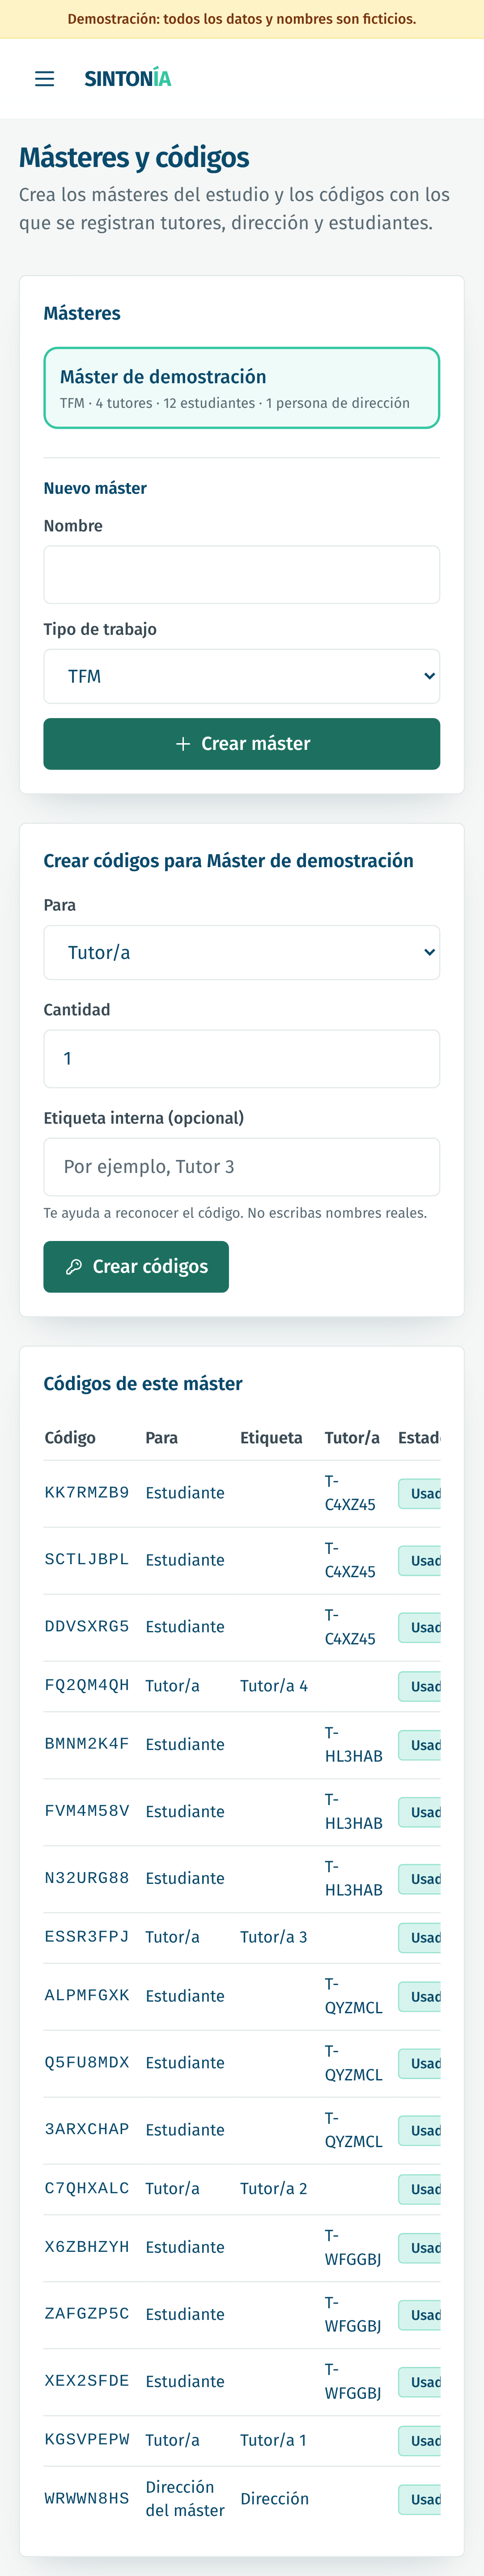 Demostración: todos los datos y nombres son ficticios.
SINTONÍA
Másteres y códigos
Crea los másteres del estudio y los códigos con los
que se registran tutores, dirección y estudiantes.
Másteres
Máster de demostración
TFM · 4 tutores · 12 estudiantes · 1 persona de dirección
Nuevo máster
Nombre
Tipo de trabajo
TFM
Crear máster
Crear códigos para Máster de demostración
Para
Tutor/a
Cantidad
1
Etiqueta interna (opcional)
Por ejemplo, Tutor 3
Te ayuda a reconocer el código. No escribas nombres reales.
Crear códigos
Códigos de este máster
Código Para Etiqueta Tutor/a Estad
KK7RMZB9 Estudiante T-
C4XZ45 Usad
SCTLJBPL Estudiante T-
C4XZ45 Usad
DDVSXRG5 Estudiante T-
C4XZ45 Usad
FQ2QM4QH Tutor/a Tutor/a 4 Usad
BMNM2K4F Estudiante T-
HL3HAB Usad
FVM4M58V Estudiante T-
HL3HAB Usad
N32URG88 Estudiante T-
HL3HAB Usad
ESSR3FPJ Tutor/a Tutor/a 3 Usad
ALPMFGXK Estudiante T-
QYZMCL Usad
Q5FU8MDX Estudiante T-
QYZMCL Usad
3ARXCHAP Estudiante T-
QYZMCL Usad
C7QHXALC Tutor/a Tutor/a 2 Usad
X6ZBHZYH Estudiante T-
WFGGBJ Usad
ZAFGZP5C Estudiante T-
WFGGBJ Usad
XEX2SFDE Estudiante T-
WFGGBJ Usad
KGSVPEPW Tutor/a Tutor/a 1 Usad
WRWWN8HS Dirección
del máster Dirección Usad